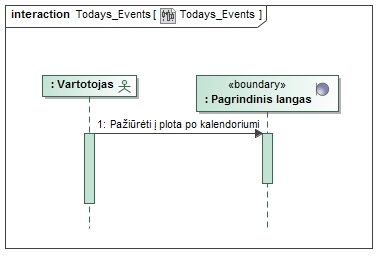 interaction Todays_Events [ Todays_Events ]
: Vartotojas
«boundary»
: Pagrindinis langas
1: Pažiūrėti į plota po kalendoriumi